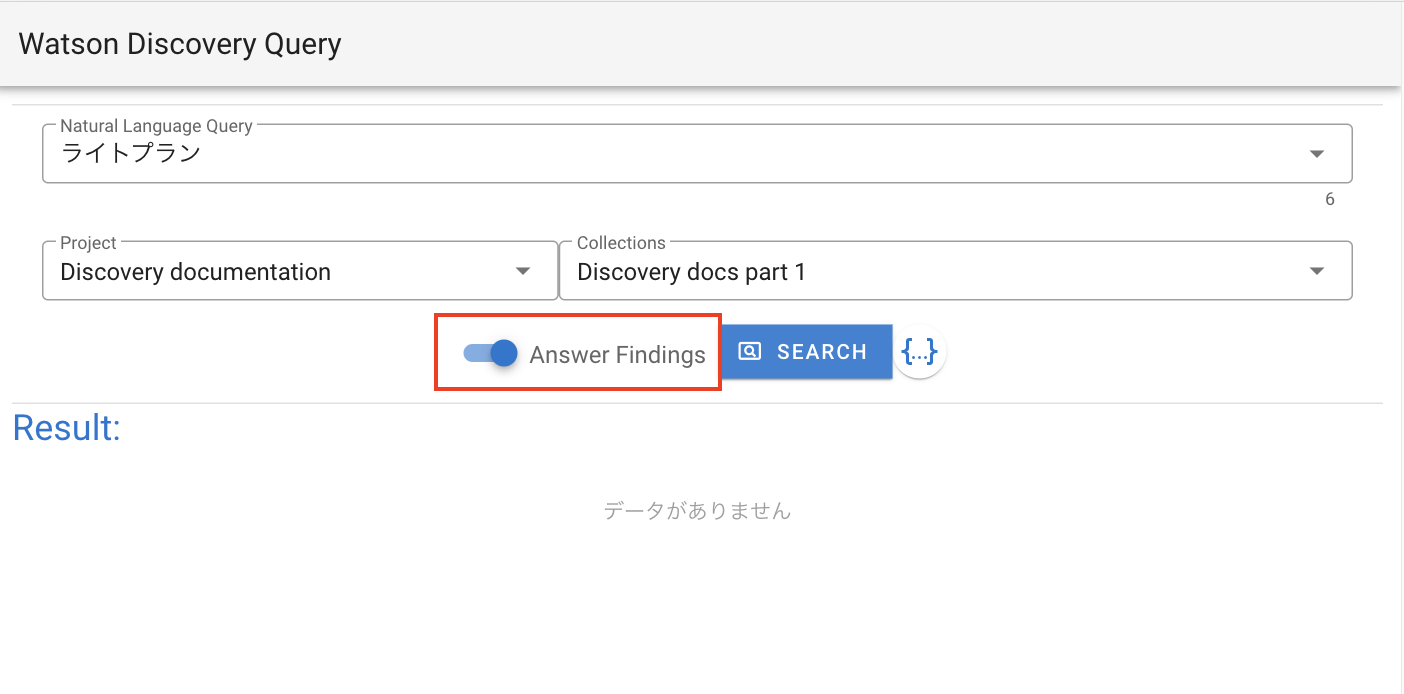 Watson Discovery Query
Natural Language Query
ライトプラン
6
Project
Discovery documentation
Collections
Discovery docs part 1
Answer Findings
SEARCH
{...}
Result:
データがありません